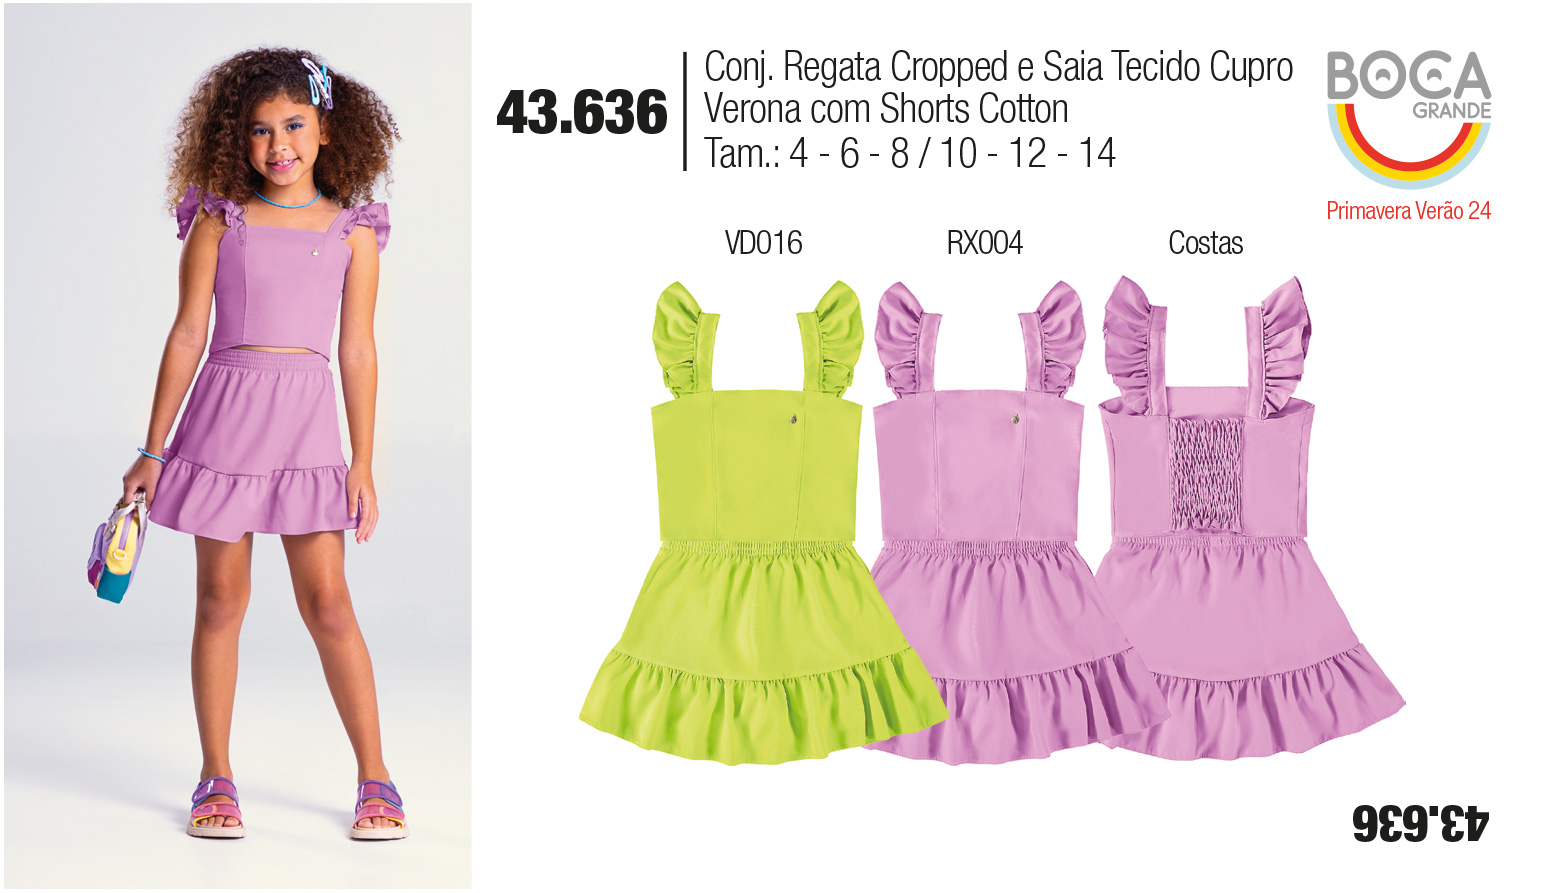 43.636
Conj. Regata Cropped e Saia Tecido Cupro
Verona com Shorts Cotton
Tam.: 4 - 6 - 8 / 10 - 12 - 14
BOCA
GRANDE
Primavera Verão 24
VD016
RX004
Costas
43.636